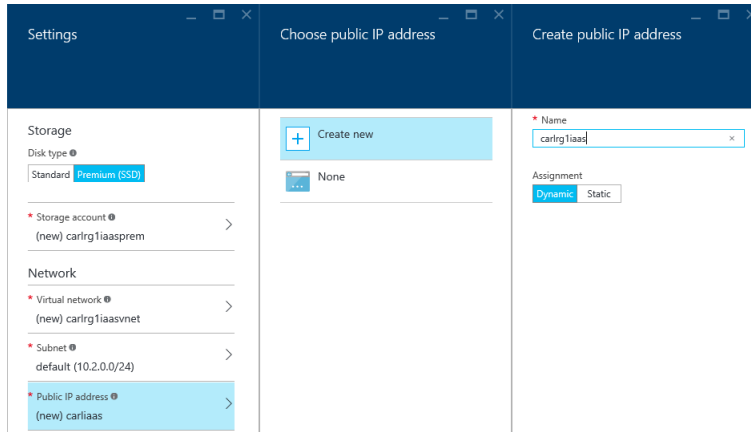 Settings
Storage
Disk type
Standard Premium (SSD)
* Storage account
(new) carlrg1iaasprem
Network
* Virtual network
(new) carlrg1iaasvnet
* Subnet
default (10.2.0.0/24)
* Public IP address
(new) carliaas
Choose public IP address
Create new
None
Create public IP address
* Name
carlrg1iaas
Assignment
Dynamic Static